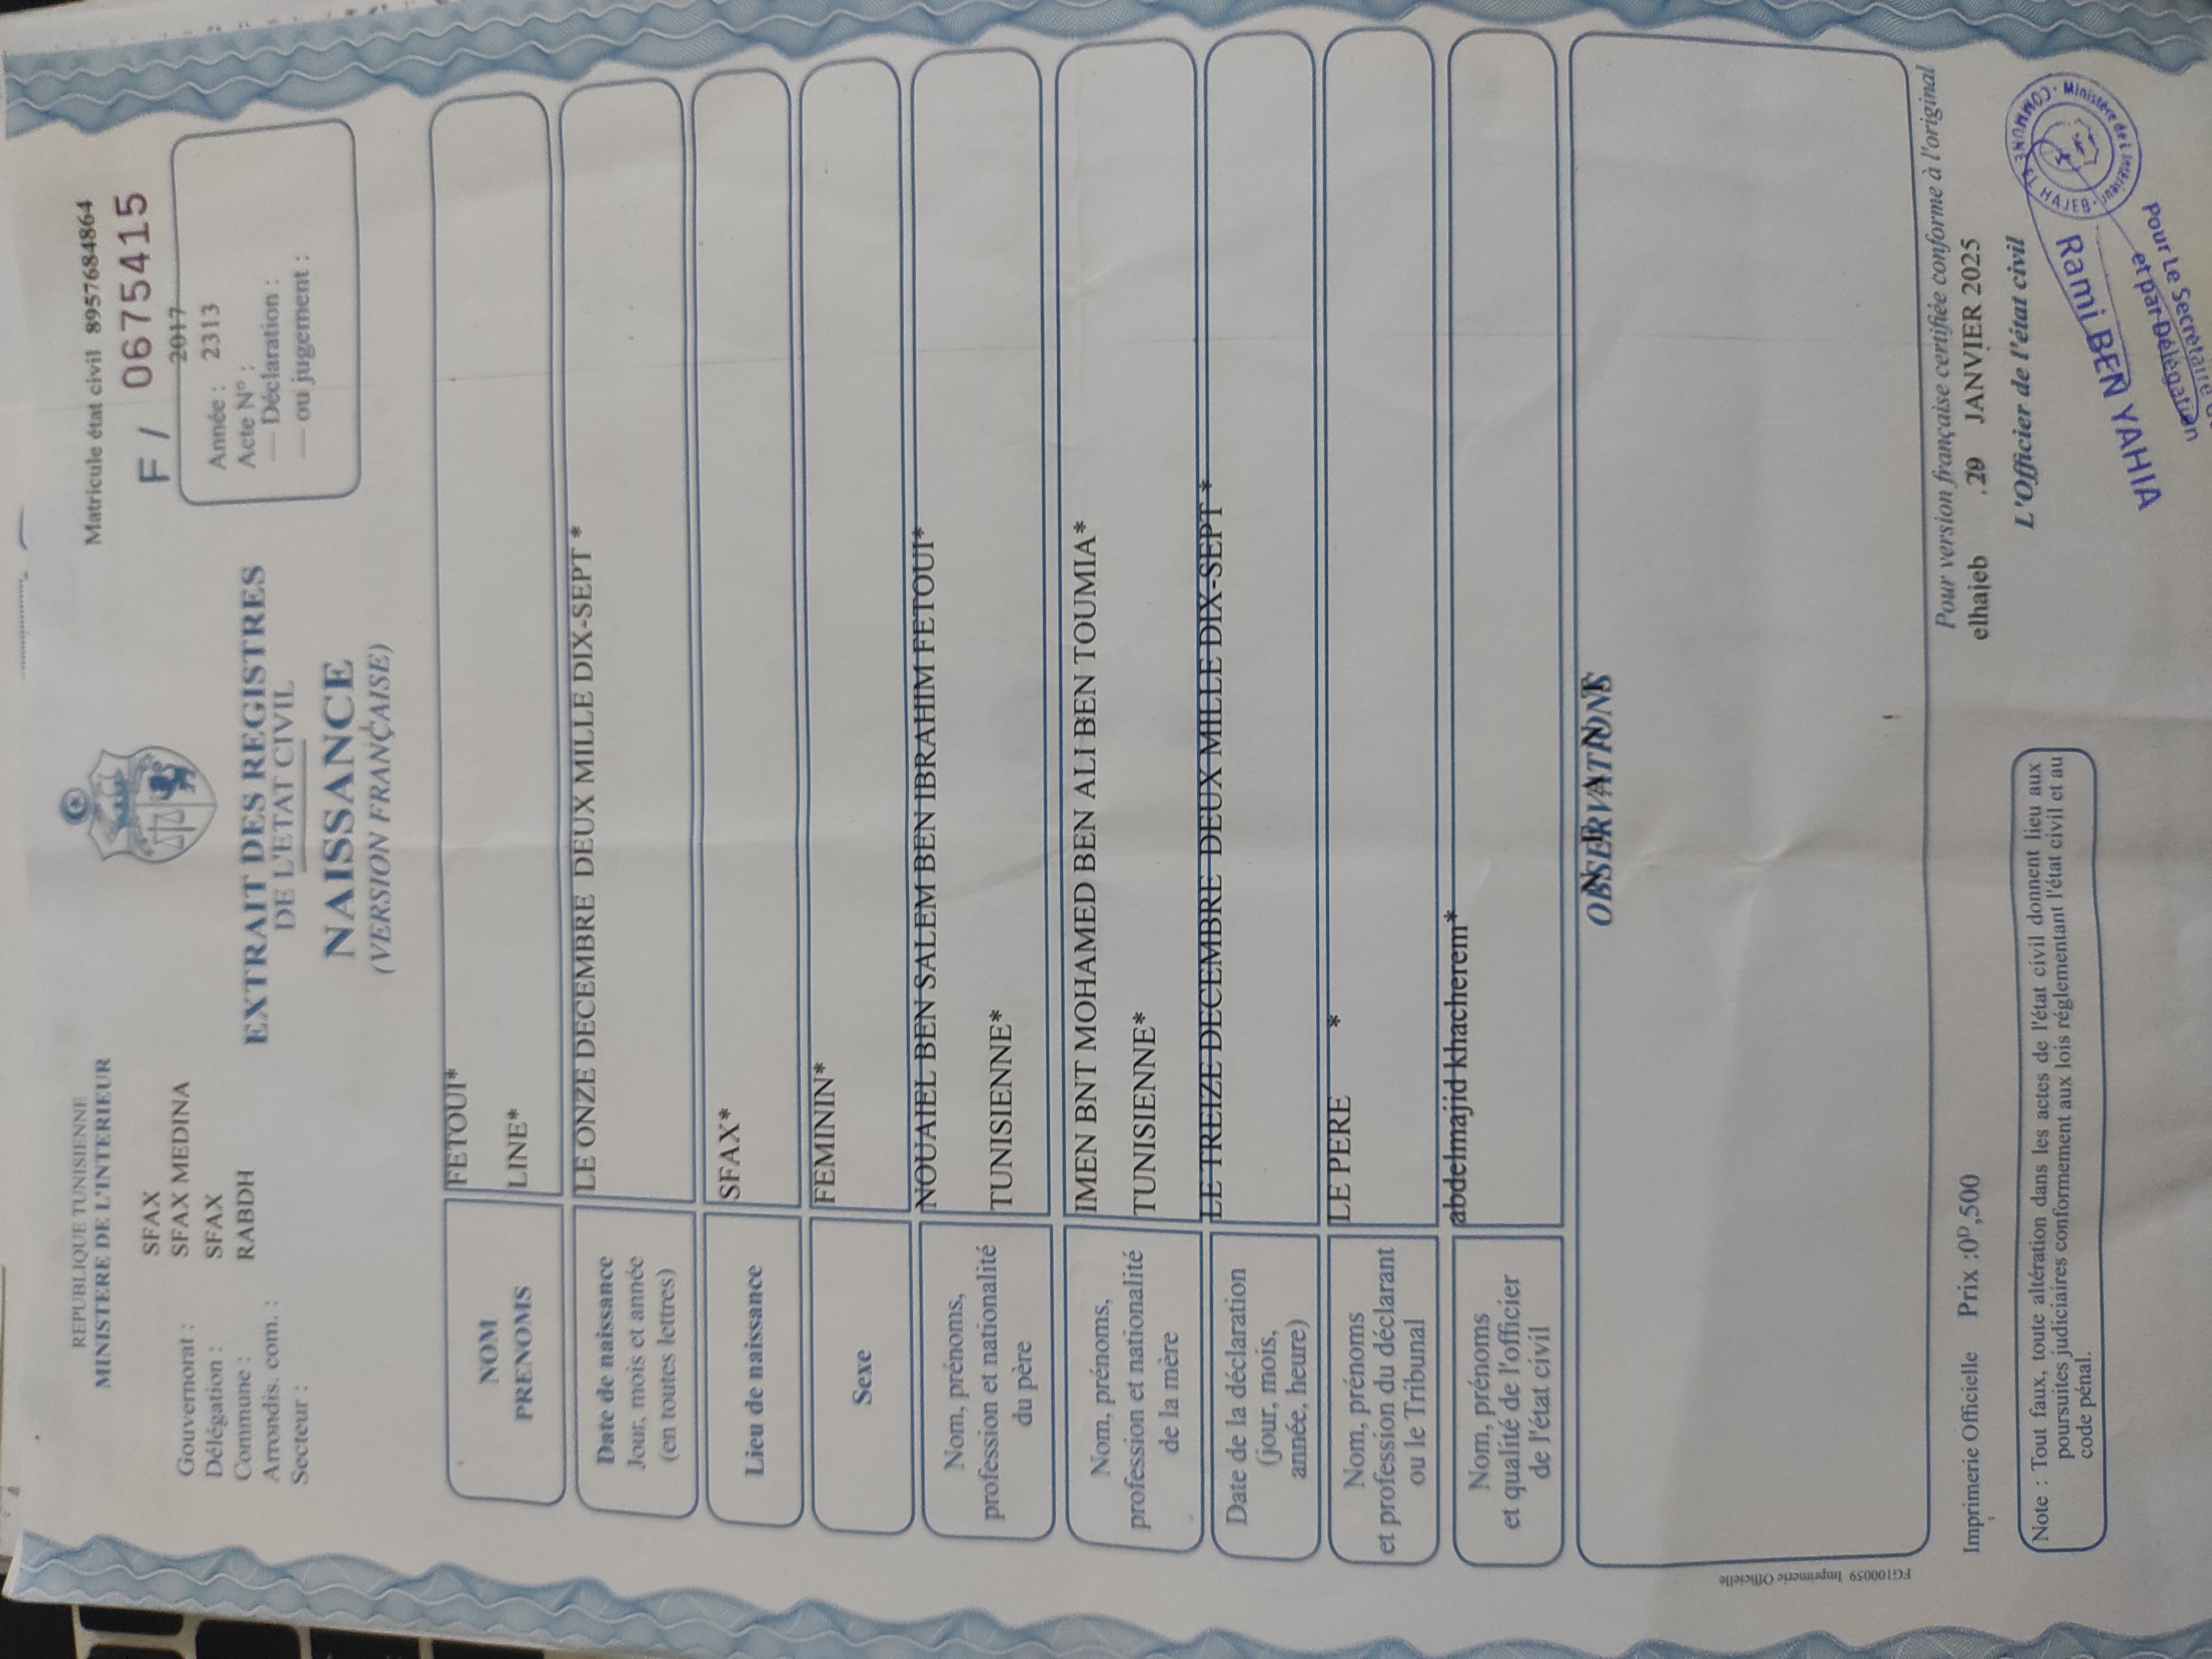 REPUBLIQUE TUNISIENNE
MINISTERE DE L'INTERIEUR
Matricule état civil 8957684864
F / 06754 15
Gouvernorat : SFAX
Délégation : SFAX MEDINA
Commune : SFAX
Arrondis. com. : RABDH
Secteur :
2017
Année : 2313
Acte N° :
— Déclaration :
— ou jugement :
EXTRAIT DES REGISTRES
DE L'ETAT CIVIL
NAISSANCE
(VERSION FRANÇAISE)
NOM FETOUI*
PRENOMS LINE*
Date de naissance LE ONZE DECEMBRE DEUX MILLE DIX-SEPT *
Jour, mois et année
(en toutes lettres)
Lieu de naissance SFAX*
Sexe FEMININ*
Nom, prénoms, NOUAIEL BEN SALEM BEN IBRAHIM FETOUI*
profession et nationalité TUNISIENNE*
du père
Nom, prénoms, IMEN BNT MOHAMED BEN ALI BEN TOUMIA*
profession et nationalité TUNISIENNE*
de la mère
Date de la déclaration LE TREIZE DECEMBRE DEUX MILLE DIX-SEPT *
(jour, mois,
année, heure)
Nom, prénoms LE PERE *
et profession du déclarant
ou le Tribunal
Nom, prénoms abdelmajid khacherem*
et qualité de l'officier
de l'état civil
OBSERVATIONS
FG100059 Imprimerie Officielle
Pour version française certifiée conforme à l'original
Imprimerie Officielle Prix :0ᴰ,500
elhajeb .29 JANVIER 2025
L'Officier de l'état civil
COMMUNE HAJEB
Ministère de l'Intérieur
Rami BEN YAHIA
Pour Le Secrétaire
et par Délégation
Note : Tout faux, toute altération dans les actes de l'état civil donnent lieu aux
poursuites judiciaires conformement aux lois réglementant l'état civil et au
code pénal.